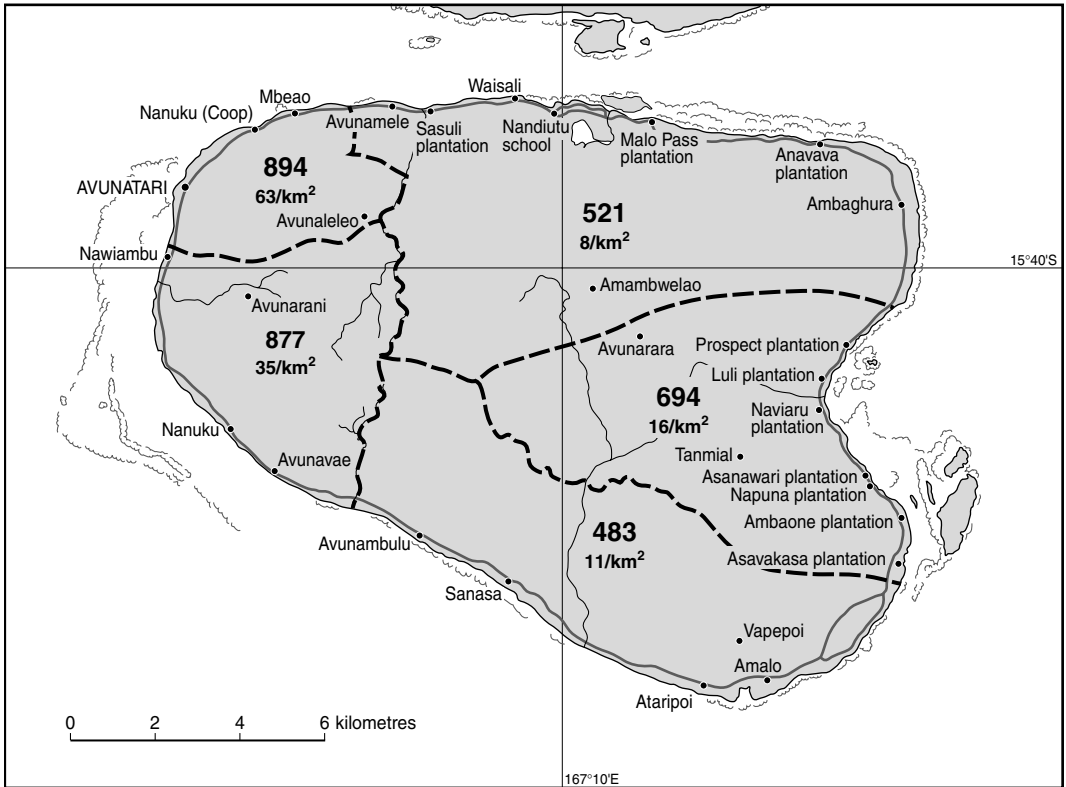 Waisali
Mbeao
Nanuku (Coop)
Avunamele
Sasuli
plantation
Nandiutu
school
Malo Pass
plantation
Anavava
plantation
894
63/km²
AVUNATARI
Ambaghura
521
8/km²
Avunaleleo
Nawiambu
15°40'S
Amambwelao
Avunarani
877
35/km²
Avunarara
Prospect plantation
Luli plantation
694
16/km²
Naviaru
plantation
Nanuku
Tanmial
Avunavae
Asanawari plantation
Napuna plantation
Ambaone plantation
483
11/km²
Avunambulu
Asavakasa plantation
Sanasa
Vapepoi
Amalo
Ataripoi
0 2 4 6 kilometres
167°10'E